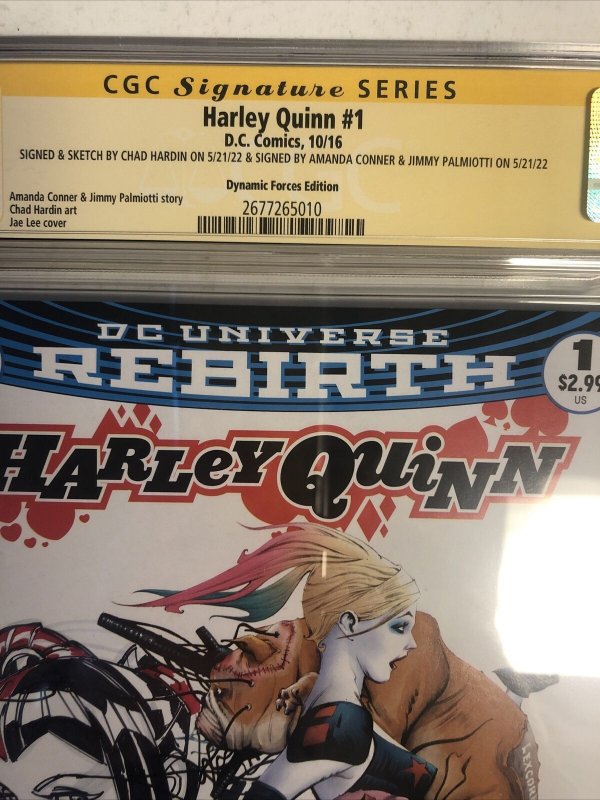 CGC Signature SERIES
Harley Quinn #1
D.C. Comics, 10/16
SIGNED & SKETCH BY CHAD HARDIN ON 5/21/22 & SIGNED BY AMANDA CONNER & JIMMY PALMIOTTI ON 5/21/22
Dynamic Forces Edition
Amanda Conner & Jimmy Palmiotti story
Chad Hardin art
Jae Lee cover
2677265010
DC UNIVERSE
REBIRTH
1
$2.99
US
HARLEY QUINN